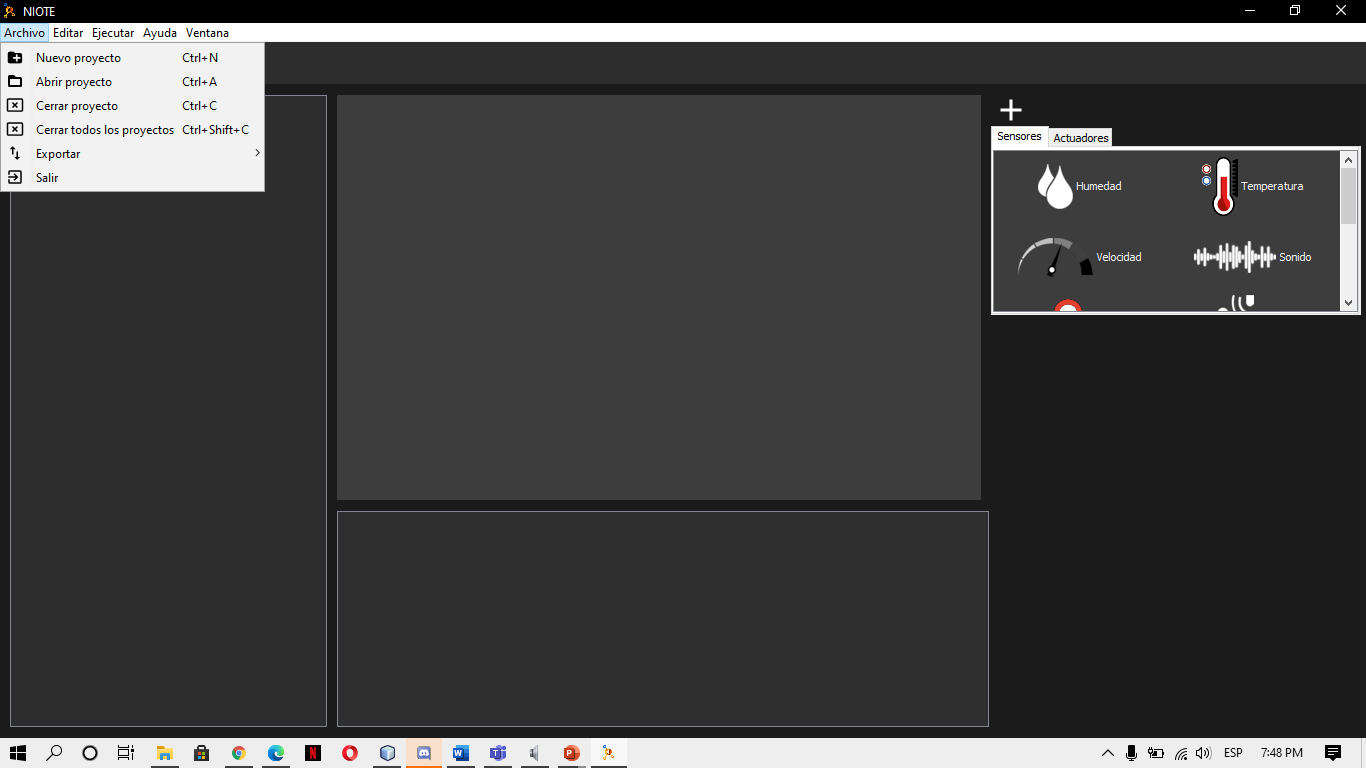 NIOTE
Archivo Editar Ejecutar Ayuda Ventana
Nuevo proyecto Ctrl+N
Abrir proyecto Ctrl+A
Cerrar proyecto Ctrl+C
Cerrar todos los proyectos Ctrl+Shift+C
Exportar
Salir
Sensores Actuadores
Humedad Temperatura
Velocidad Sonido
ESP 7:48 PM